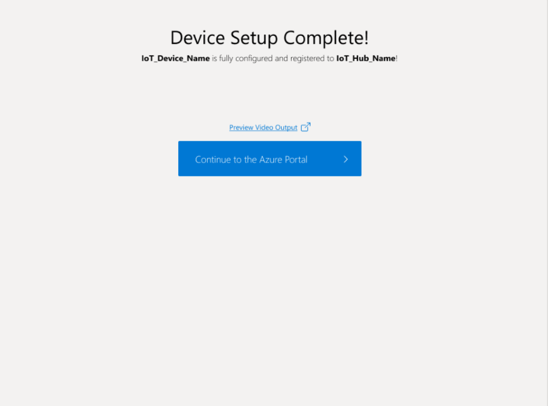 Device Setup Complete!
IoT_Device_Name is fully configured and registered to IoT_Hub_Name!
Preview Video Output
Continue to the Azure Portal